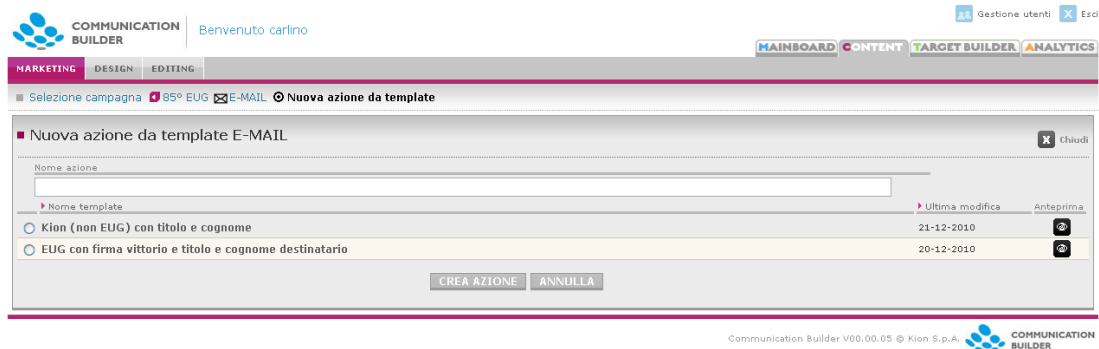 Gestione utenti X Esci
COMMUNICATION
BUILDER
Benvenuto carlino
MAINBOARD CONTENT TARGET BUILDER ANALYTICS
MARKETING DESIGN EDITING
Selezione campagna 85º EUG E-MAIL Nuova azione da template
Nuova azione da template E-MAIL
X Chiudi
Nome azione
Nome template Ultima modifica Anteprima
Kion (non EUG) con titolo e cognome 21-12-2010
EUG con firma vittorio e titolo e cognome destinatario 20-12-2010
CREA AZIONE ANNULLA
Communication Builder V00.00.05 © Kion S.p.A.
COMMUNICATION
BUILDER